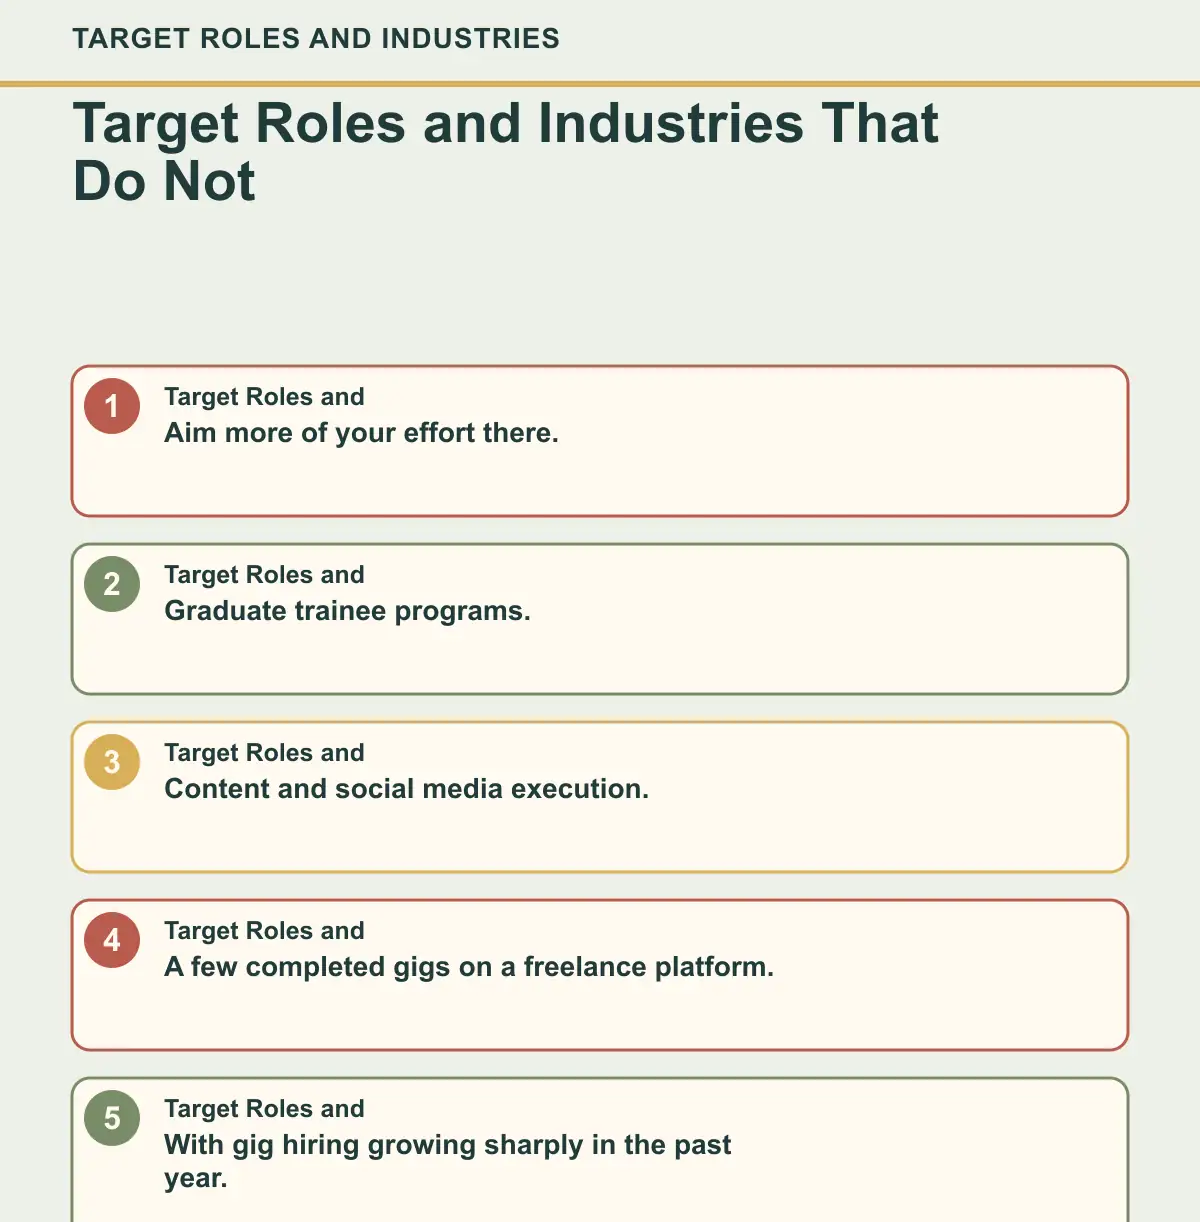 TARGET ROLES AND INDUSTRIES
Target Roles and Industries That
Do Not
1
Target Roles and
Aim more of your effort there.
2
Target Roles and
Graduate trainee programs.
3
Target Roles and
Content and social media execution.
4
Target Roles and
A few completed gigs on a freelance platform.
5
Target Roles and
With gig hiring growing sharply in the past
year.